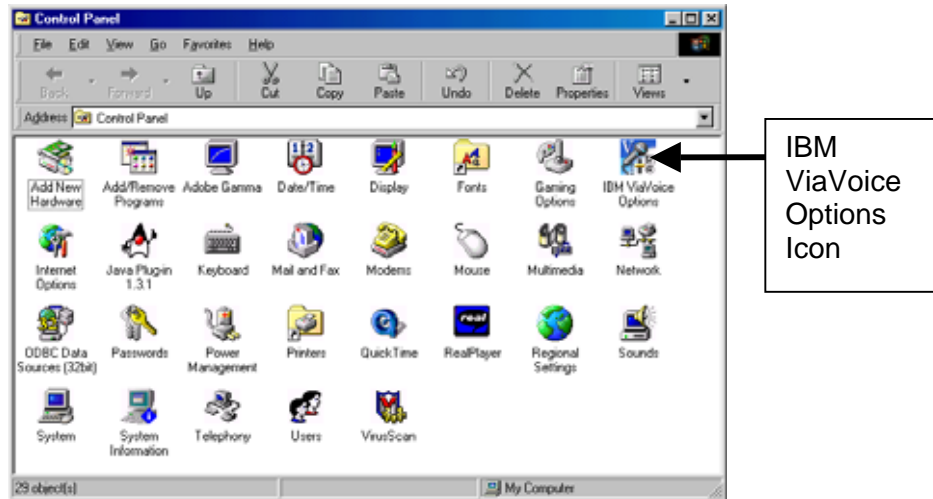 Control Panel
File Edit View Go Favorites Help
Back Forward Up Cut Copy Paste Undo Delete Properties Views
Address Control Panel
Add New Hardware
Add/Remove Programs
Adobe Gamma
Date/Time
Display
Fonts
Gaming Options
IBM ViaVoice Options
Internet Options
Java Plug-in 1.3.1
Keyboard
Mail and Fax
Modems
Mouse
Multimedia
Network
ODBC Data Sources (32bit)
Passwords
Power Management
Printers
QuickTime
real
RealPlayer
Regional Settings
Sounds
System
System Information
Telephony
Users
VirusScan
29 object(s)
My Computer
IBM
ViaVoice
Options
Icon